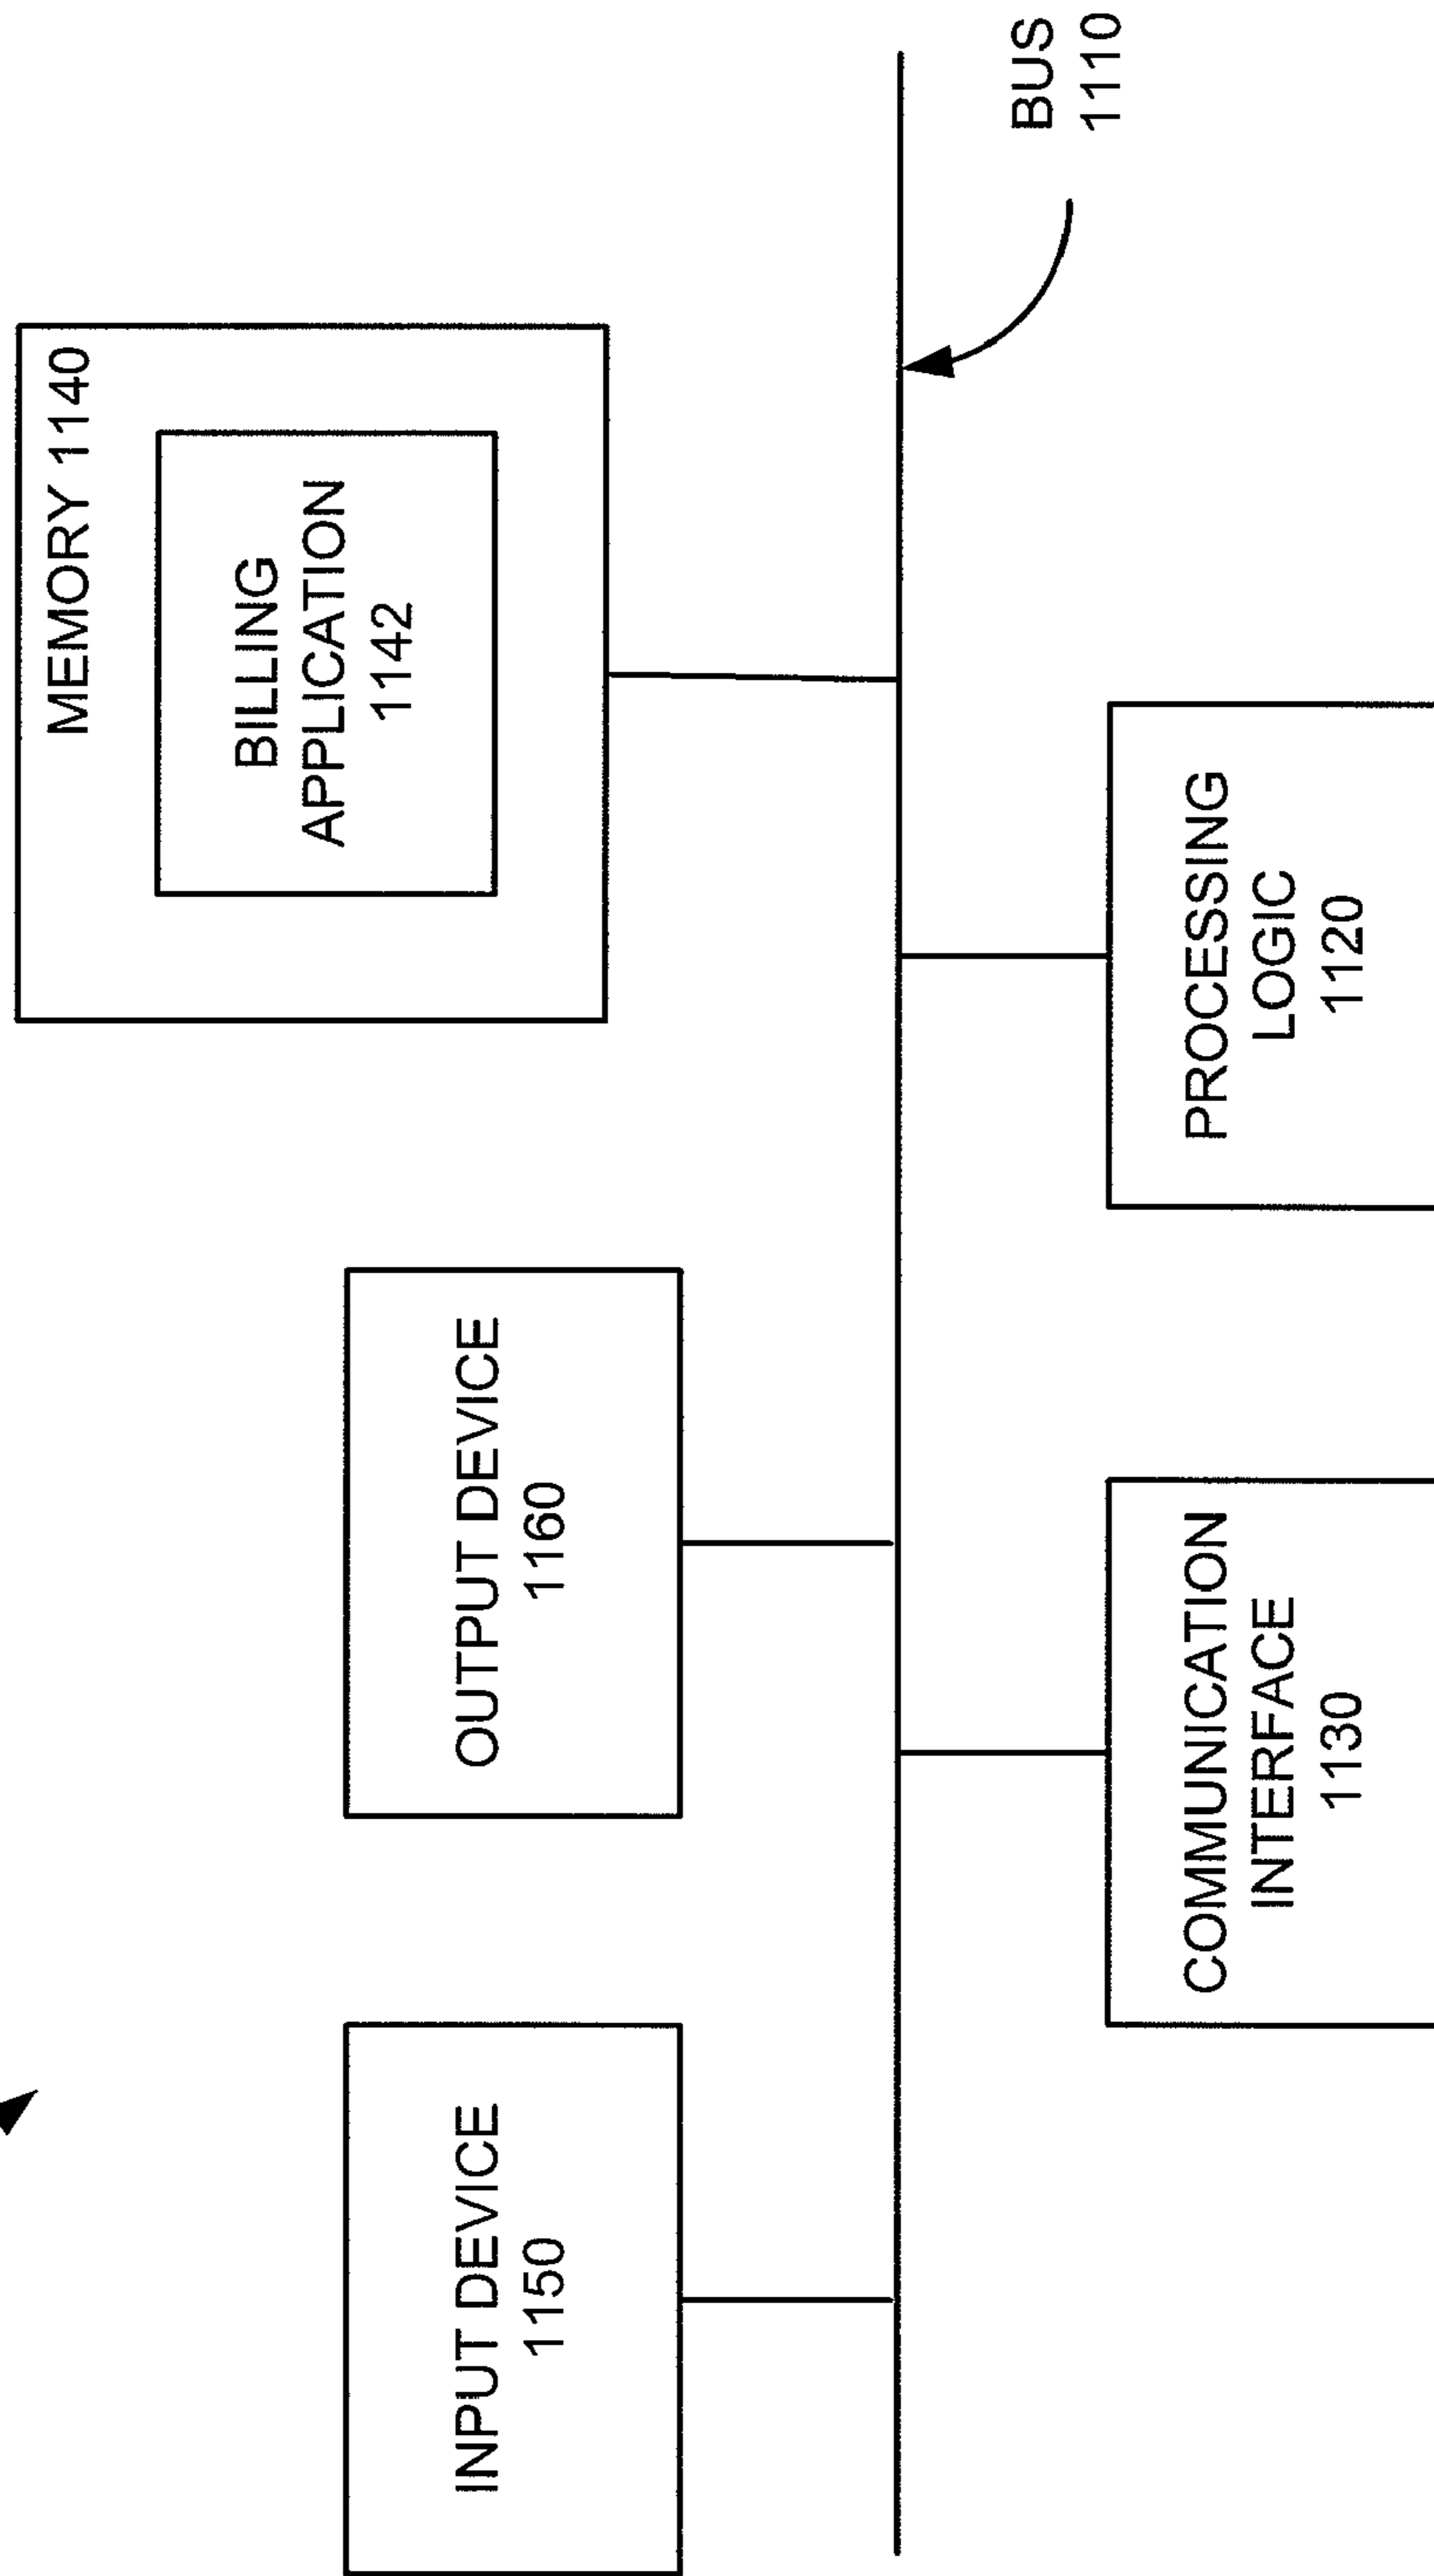 INPUT DEVICE
1150
OUTPUT DEVICE
1160
MEMORY 1140
BILLING
APPLICATION
1142
COMMUNICATION
INTERFACE
1130
PROCESSING
LOGIC
1120
BUS
1110